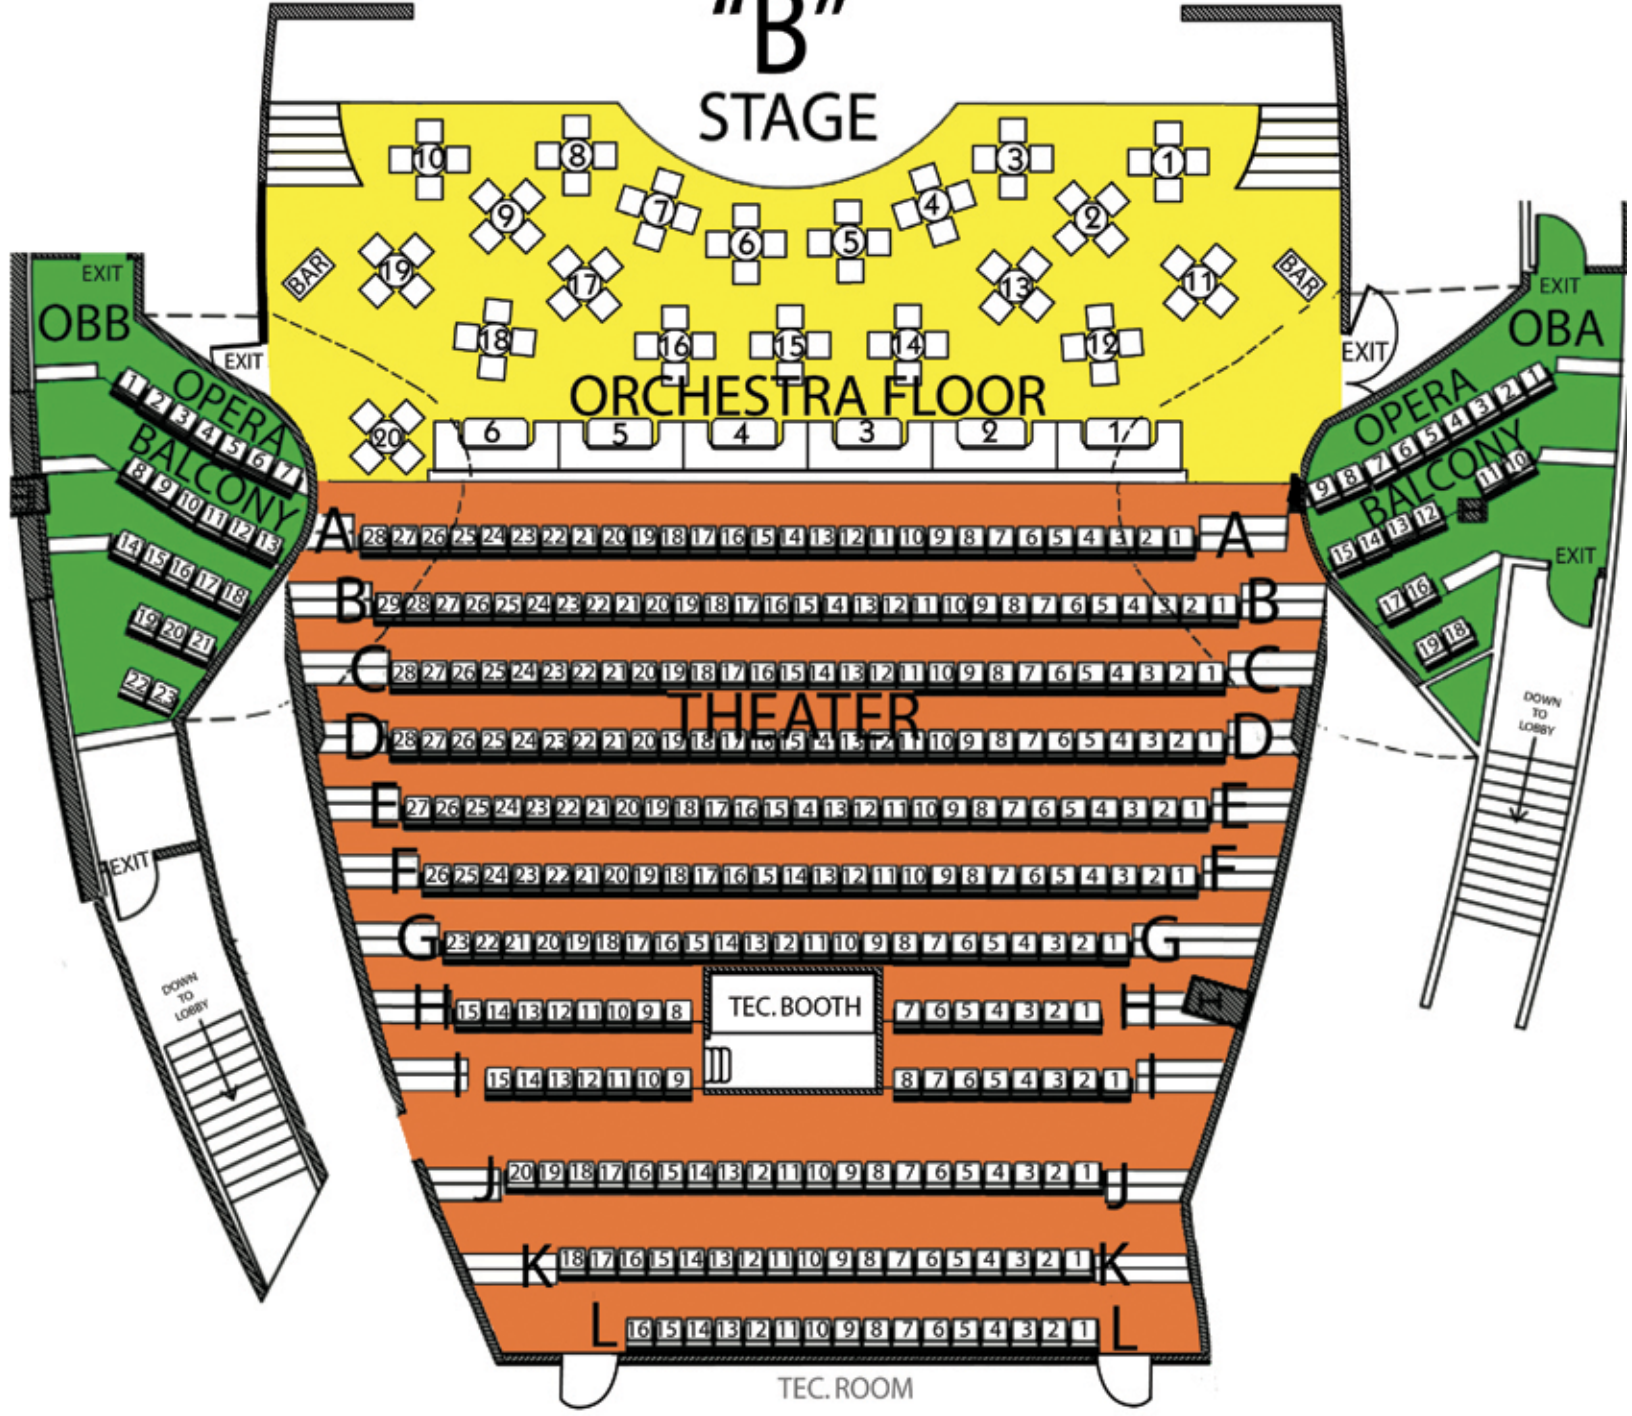 "B"
STAGE
10 8 3 1
9 7 4 2
6 5
19 17 13 11
BAR BAR
18 16 15 14 12
ORCHESTRA FLOOR
20 6 5 4 3 2 1
EXIT
OBB
EXIT
OPERA
BALCONY
1 2 3 4 5 6 7
8 9 10 11 12 13
14 15 16 17 18
19 20 21
22 23
EXIT
DOWN
TO
LOBBY
EXIT
OBA
EXIT
OPERA
BALCONY
9 8 7 6 5 4 3 2 1
11 10
15 14 13 12
17 16
19 18
EXIT
DOWN
TO
LOBBY
A 28 27 26 25 24 23 22 21 20 19 18 17 16 15 14 13 12 11 10 9 8 7 6 5 4 3 2 1 A
B 29 28 27 26 25 24 23 22 21 20 19 18 17 16 15 14 13 12 11 10 9 8 7 6 5 4 3 2 1 B
C 28 27 26 25 24 23 22 21 20 19 18 17 16 15 14 13 12 11 10 9 8 7 6 5 4 3 2 1 C
THEATER
D 28 27 26 25 24 23 22 21 20 19 18 17 16 15 14 13 12 11 10 9 8 7 6 5 4 3 2 1 D
E 27 26 25 24 23 22 21 20 19 18 17 16 15 14 13 12 11 10 9 8 7 6 5 4 3 2 1 E
F 26 25 24 23 22 21 20 19 18 17 16 15 14 13 12 11 10 9 8 7 6 5 4 3 2 1 F
G 23 22 21 20 19 18 17 16 15 14 13 12 11 10 9 8 7 6 5 4 3 2 1 G
H 15 14 13 12 11 10 9 8 TEC. BOOTH 7 6 5 4 3 2 1 H
I 15 14 13 12 11 10 9 8 7 6 5 4 3 2 1 I
J 20 19 18 17 16 15 14 13 12 11 10 9 8 7 6 5 4 3 2 1 J
K 18 17 16 15 14 13 12 11 10 9 8 7 6 5 4 3 2 1 K
L 16 15 14 13 12 11 10 9 8 7 6 5 4 3 2 1 L
TEC. ROOM